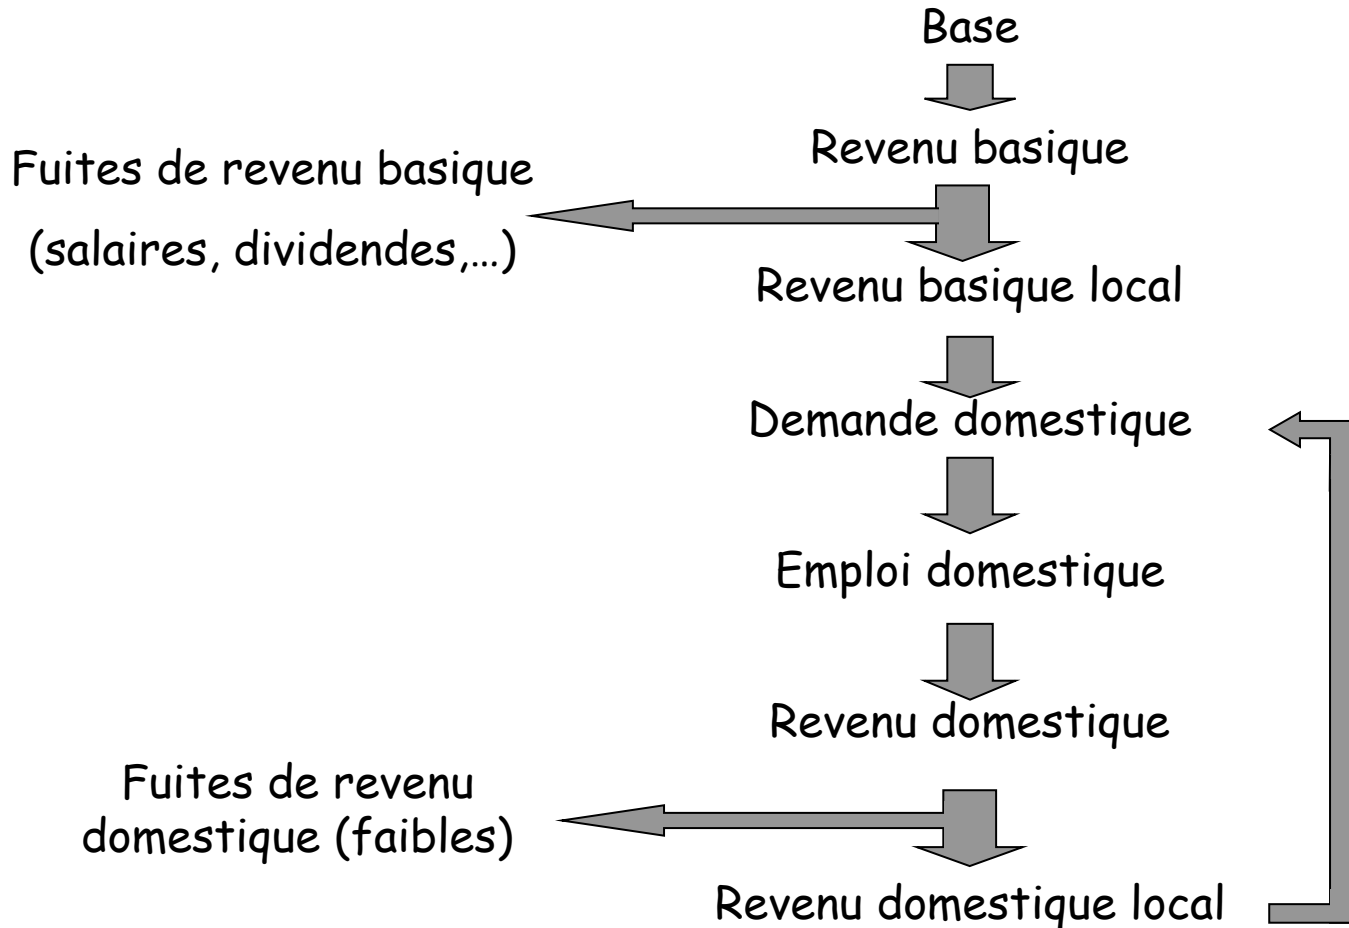 Base
Revenu basique
Fuites de revenu basique
(salaires, dividendes,...)
Revenu basique local
Demande domestique
Emploi domestique
Revenu domestique
Fuites de revenu
domestique (faibles)
Revenu domestique local